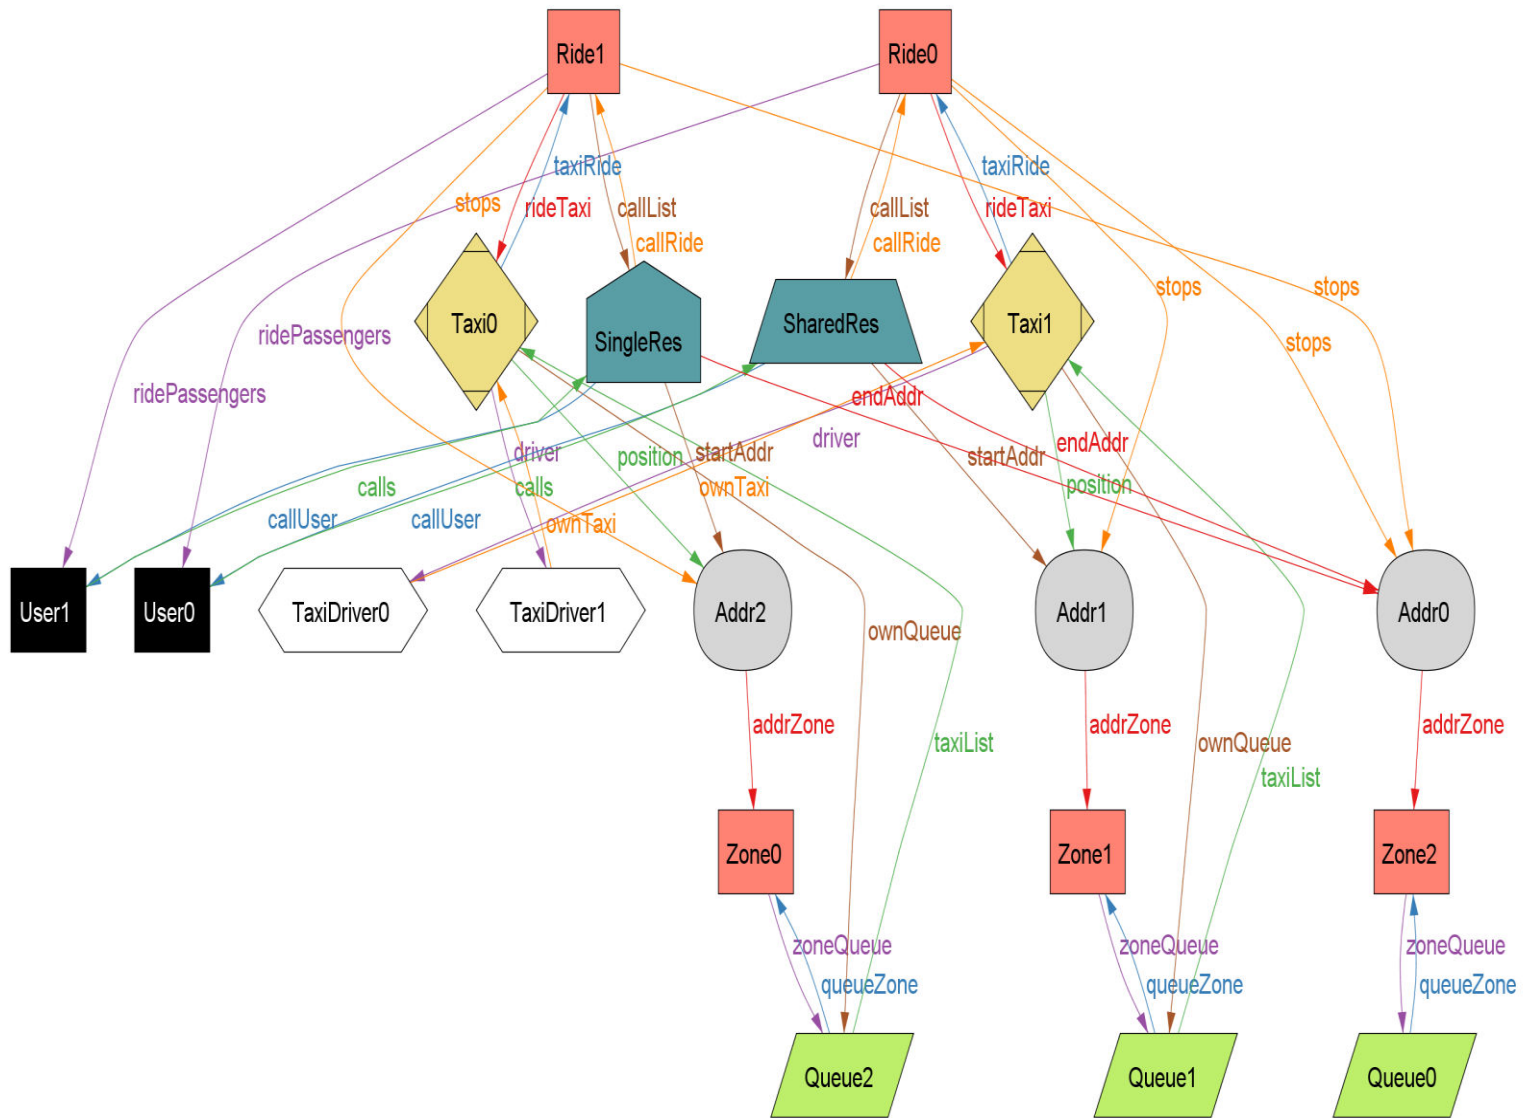 Ride1
Ride0
taxiRide
taxiRide
stops
rideTaxi
callList
callList
rideTaxi
callRide
callRide
stops
stops
Taxi0
SingleRes
SharedRes
Taxi1
ridePassengers
stops
ridePassengers
endAddr
driver
driver
position
startAddr
startAddr
endAddr
calls
calls
ownTaxi
position
callUser
callUser
ownTaxi
User1
User0
TaxiDriver0
TaxiDriver1
Addr2
Addr1
Addr0
ownQueue
addrZone
addrZone
addrZone
taxiList
ownQueue
taxiList
Zone0
Zone1
Zone2
zoneQueue
zoneQueue
zoneQueue
queueZone
queueZone
queueZone
Queue2
Queue1
Queue0